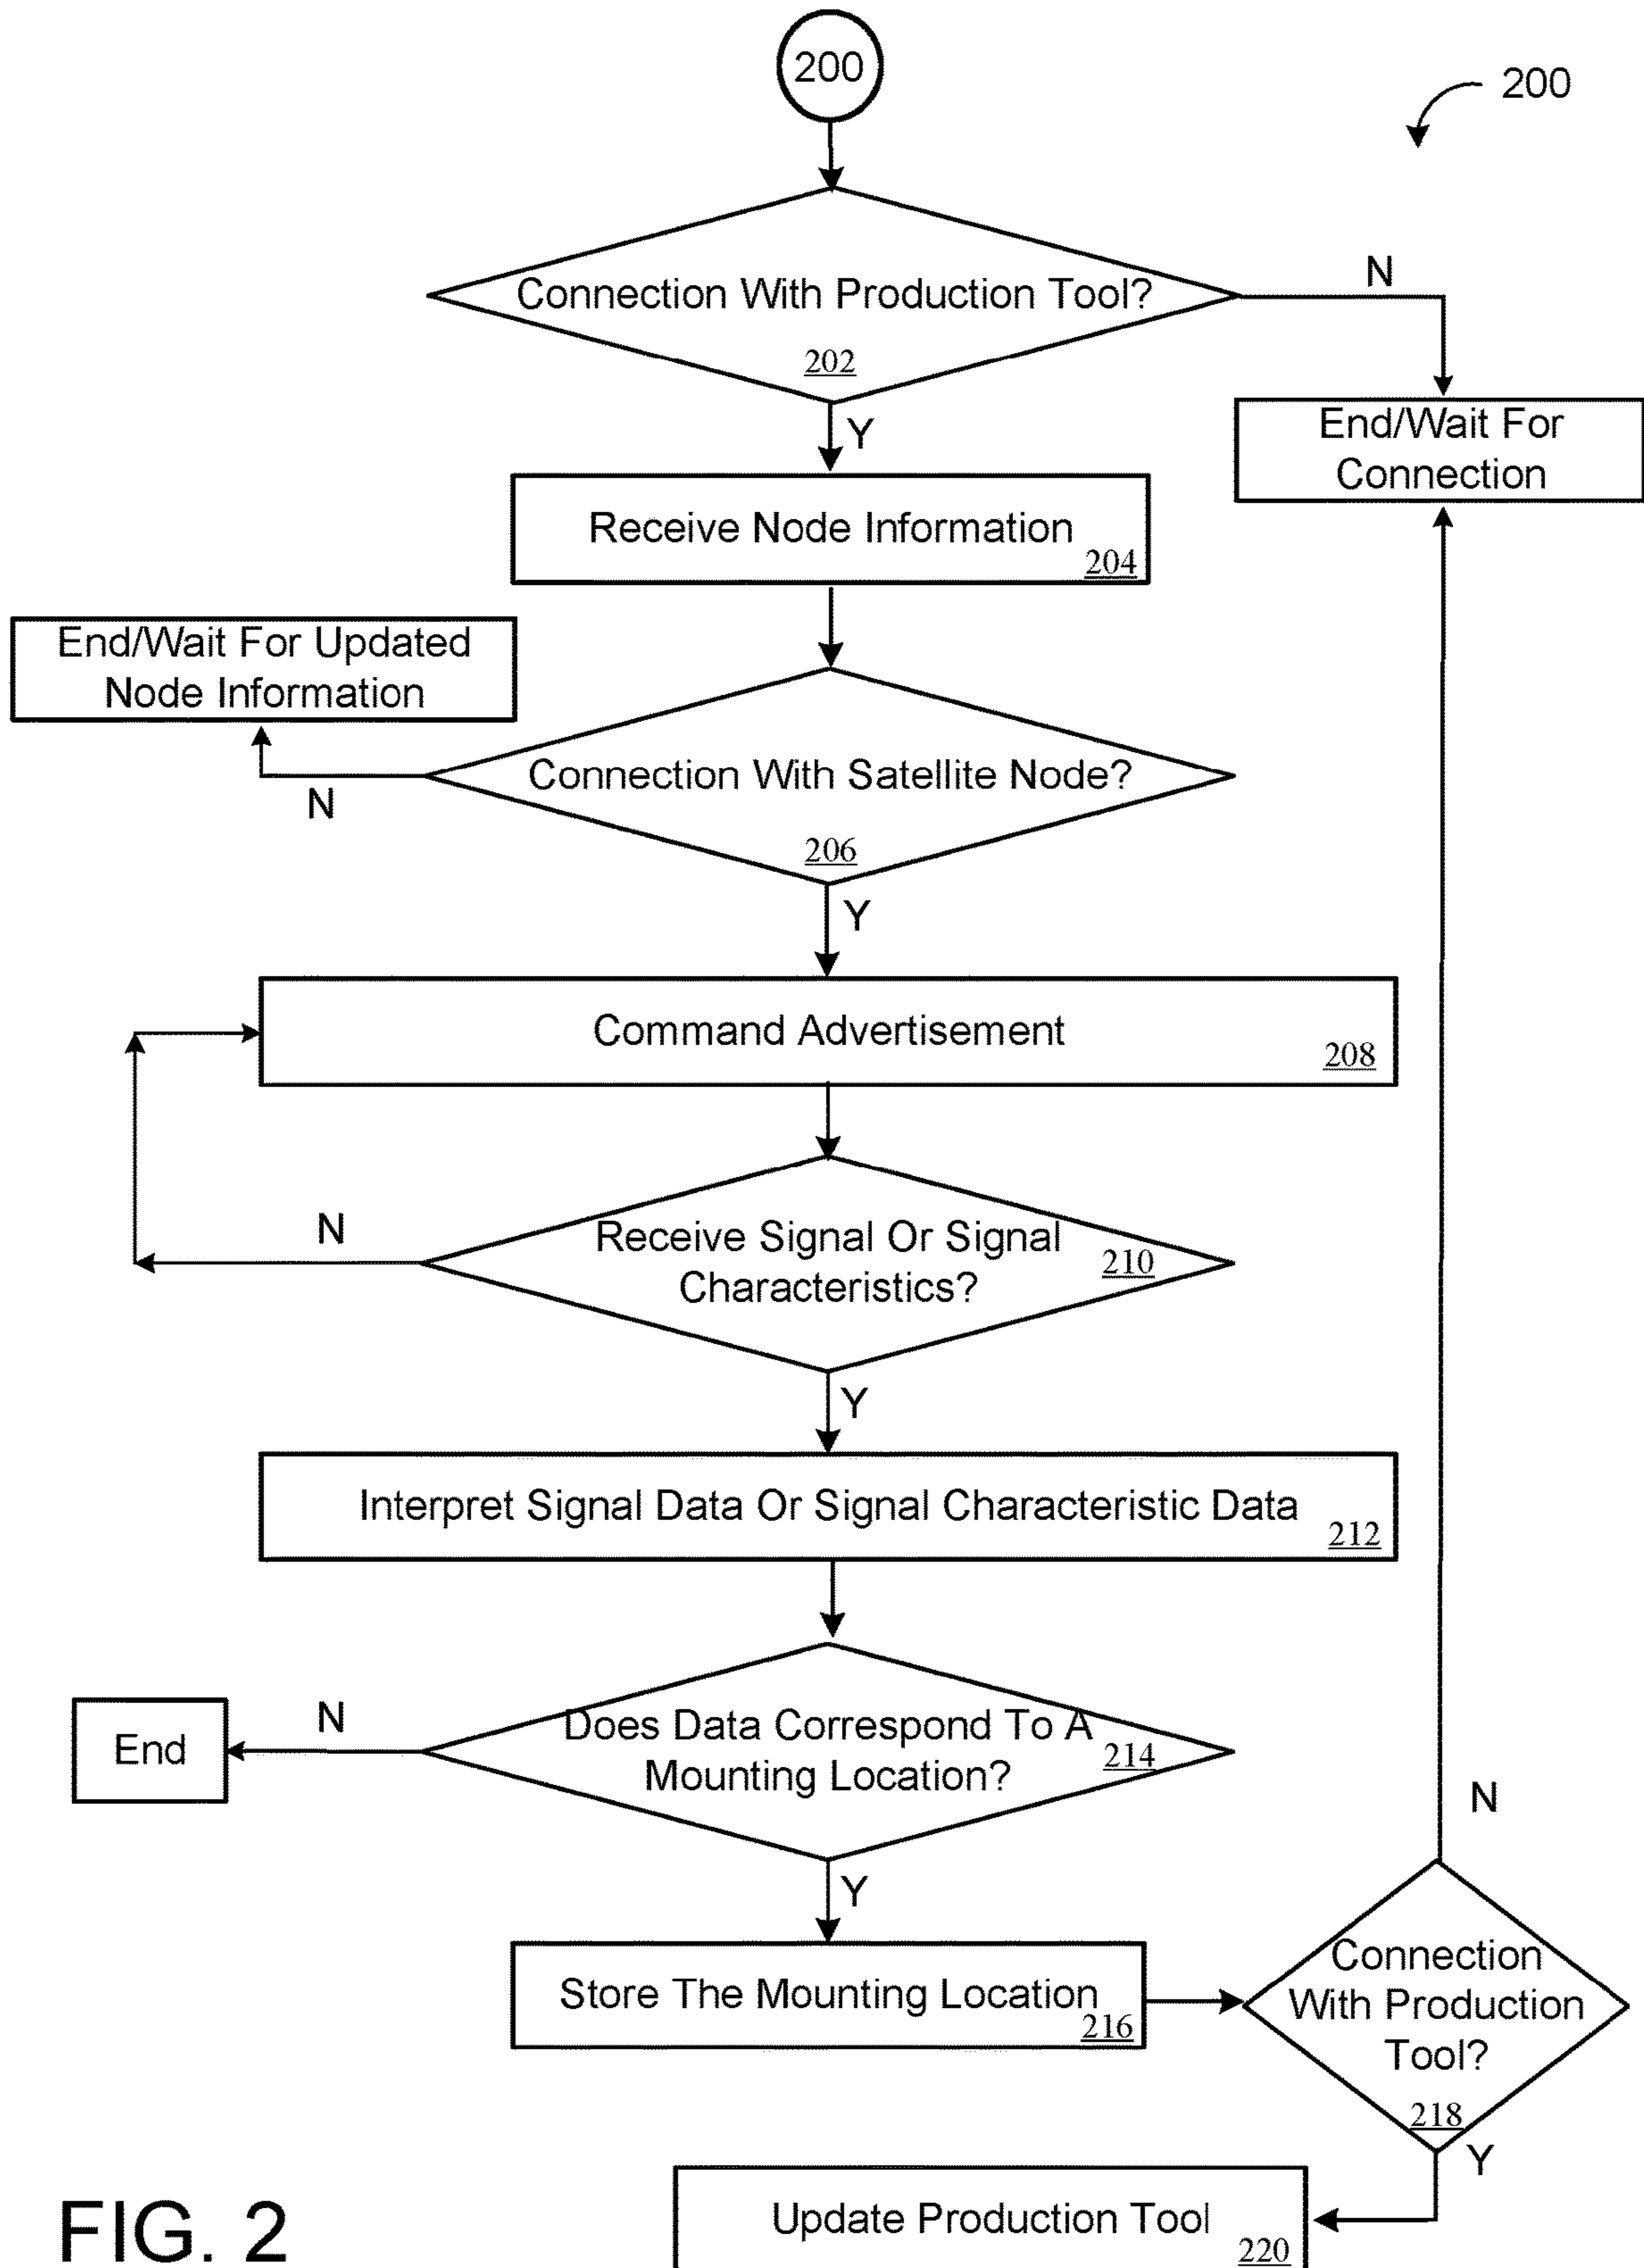 200
200
Connection With Production Tool?
202
N
Y
End/Wait For
Connection
Receive Node Information
204
End/Wait For Updated
Node Information
Connection With Satellite Node?
206
N
Y
Command Advertisement
208
Receive Signal Or Signal
Characteristics?
210
N
Y
Interpret Signal Data Or Signal Characteristic Data
212
Does Data Correspond To A
Mounting Location?
214
N
End
Y
Store The Mounting Location
216
Connection
With Production
Tool?
218
N
Y
Update Production Tool
220
FIG. 2